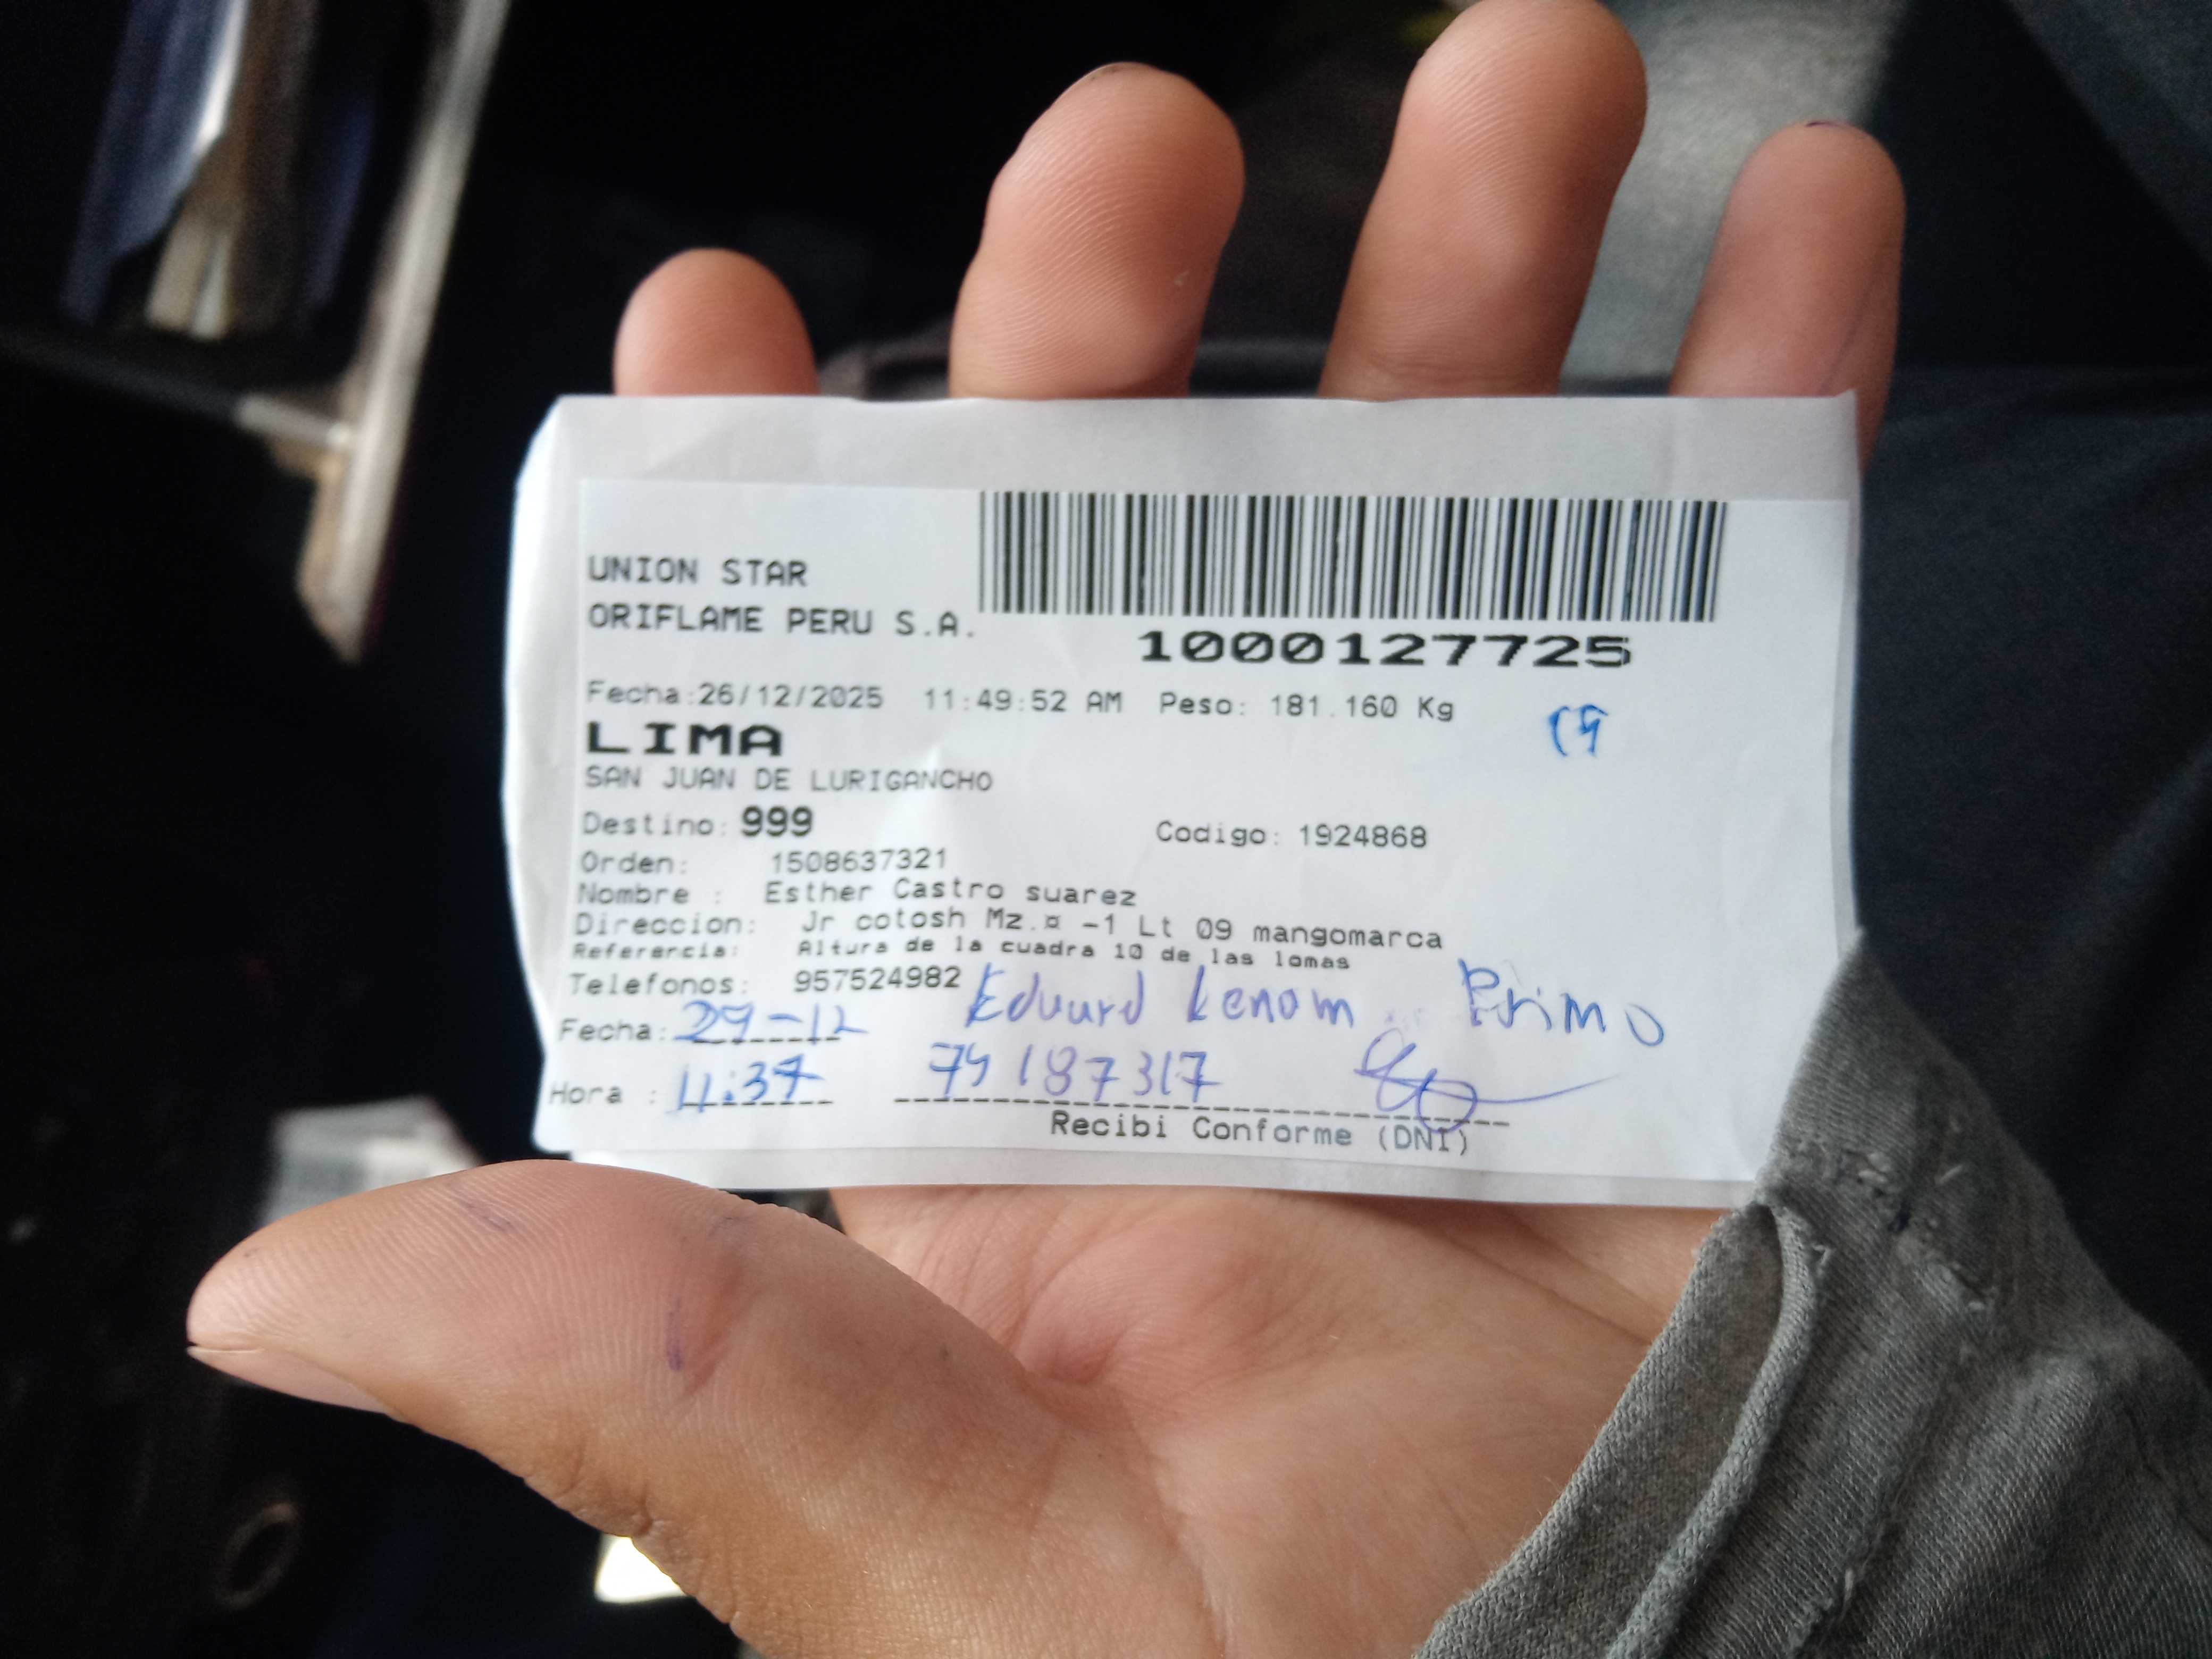 UNION STAR
ORIFLAME PERU S.A.
1000127725
Fecha:26/12/2025 11:49:52 AM Peso: 181.160 Kg
LIMA
SAN JUAN DE LURIGANCHO
Destino: 999 Codigo: 1924868
Orden: 1508637321
Nombre : Esther Castro suarez
Direccion: Jr cotosh Mz.¤ -1 Lt 09 mangomarca
Referencia: Altura de la cuadra 10 de las lomas
Telefonos: 957524982
Eduard Primo
Fecha: 29-12
Hora : 11:37 74187317
Recibi Conforme (DNI)